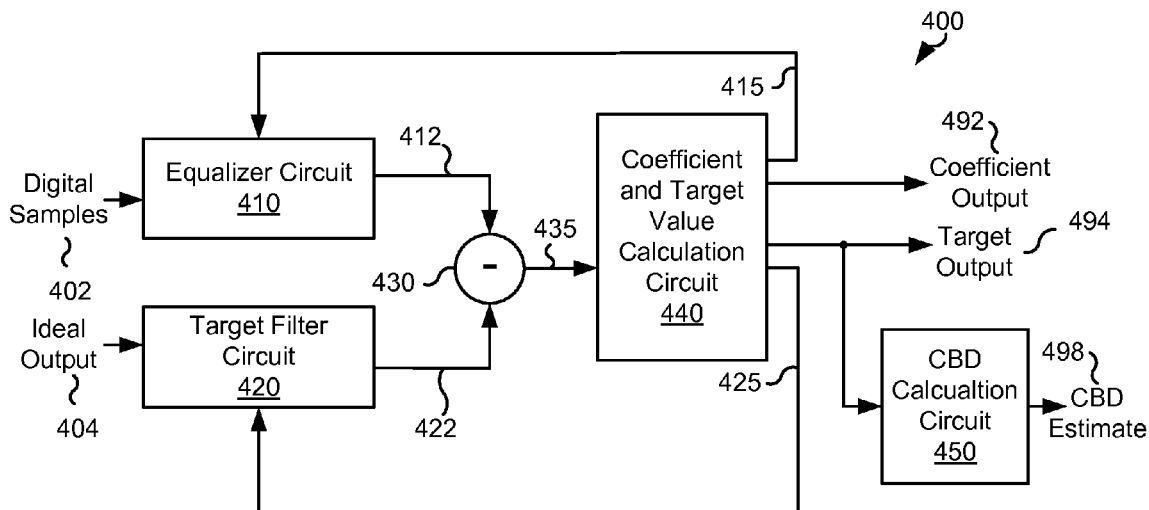 400
415
492
Coefficient
Output
412
Equalizer Circuit
410
Digital
Samples
402
Coefficient
and Target
Value
Calculation
Circuit
440
435
430
-
494
Target
Output
Ideal
Output
404
Target Filter
Circuit
420
422
425
CBD
Calcualtion
Circuit
450
498
CBD
Estimate